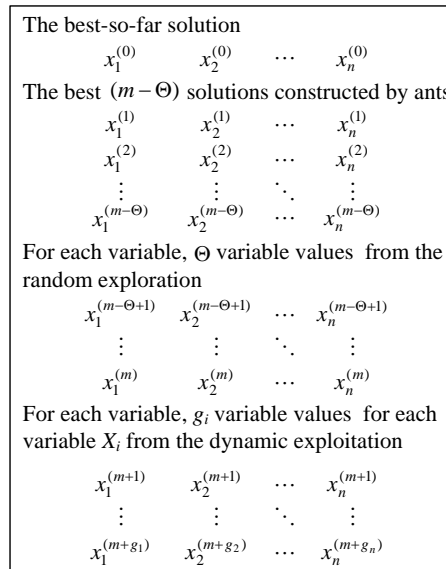 The best-so-far solution
x_1^{(0)} x_2^{(0)} ⋯ x_n^{(0)}
The best (m−Θ) solutions constructed by ants
x_1^{(1)} x_2^{(1)} ⋯ x_n^{(1)}
x_1^{(2)} x_2^{(2)} ⋯ x_n^{(2)}
⋮ ⋮ ⋱ ⋮
x_1^{(m−Θ)} x_2^{(m−Θ)} ⋯ x_n^{(m−Θ)}
For each variable, Θ variable values from the
random exploration
x_1^{(m−Θ+1)} x_2^{(m−Θ+1)} ⋯ x_n^{(m−Θ+1)}
⋮ ⋮ ⋱ ⋮
x_1^{(m)} x_2^{(m)} ⋯ x_n^{(m)}
For each variable, g_i variable values for each
variable X_i from the dynamic exploitation
x_1^{(m+1)} x_2^{(m+1)} ⋯ x_n^{(m+1)}
⋮ ⋮ ⋱ ⋮
x_1^{(m+g_1)} x_2^{(m+g_2)} ⋯ x_n^{(m+g_n)}